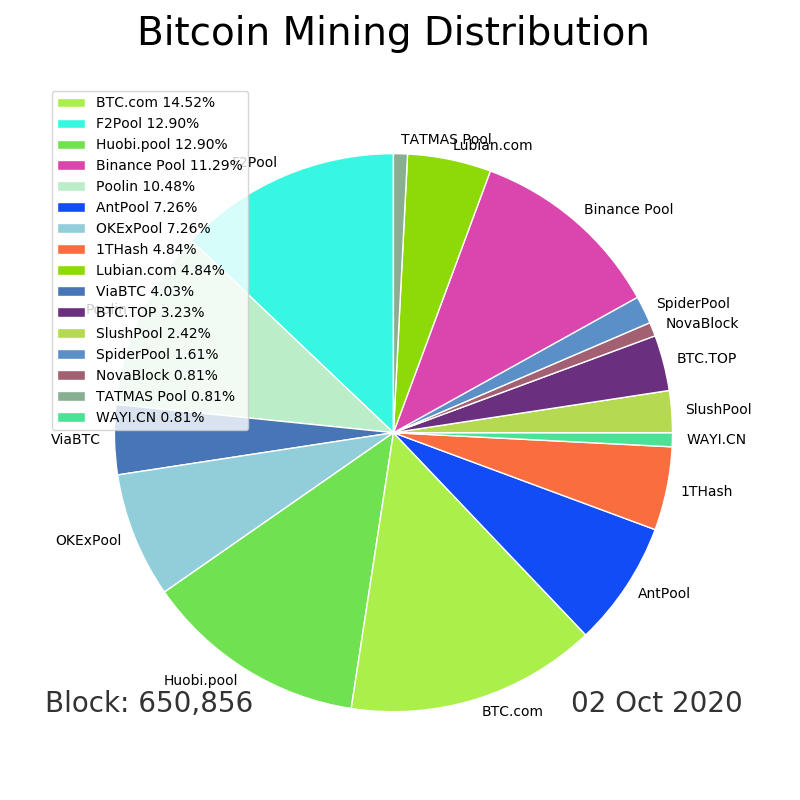 Bitcoin Mining Distribution
BTC.com 14.52%
F2Pool 12.90%
Huobi.pool 12.90%
Binance Pool 11.29%
Poolin 10.48%
AntPool 7.26%
OKExPool 7.26%
1THash 4.84%
Lubian.com 4.84%
ViaBTC 4.03%
BTC.TOP 3.23%
SlushPool 2.42%
SpiderPool 1.61%
NovaBlock 0.81%
TATMAS Pool 0.81%
WAYI.CN 0.81%
TATMAS Pool
Lubian.com
F2Pool
Binance Pool
SpiderPool
Poolin
NovaBlock
BTC.TOP
SlushPool
ViaBTC
WAYI.CN
1THash
OKExPool
AntPool
Huobi.pool
BTC.com
Block: 650,856
02 Oct 2020